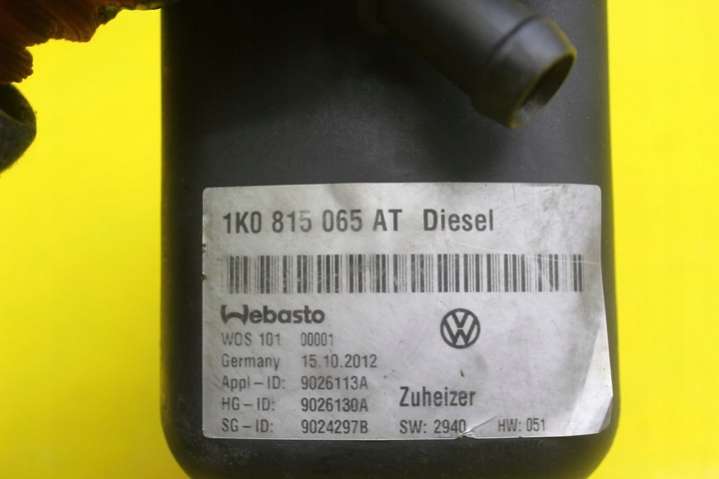 1K0 815 065 AT Diesel
Webasto
WOS 101 00001
Germany 15.10.2012
Appl-ID: 9026113A
HG-ID: 9026130A Zuheizer
SG-ID: 9024297B SW: 2940 HW: 051